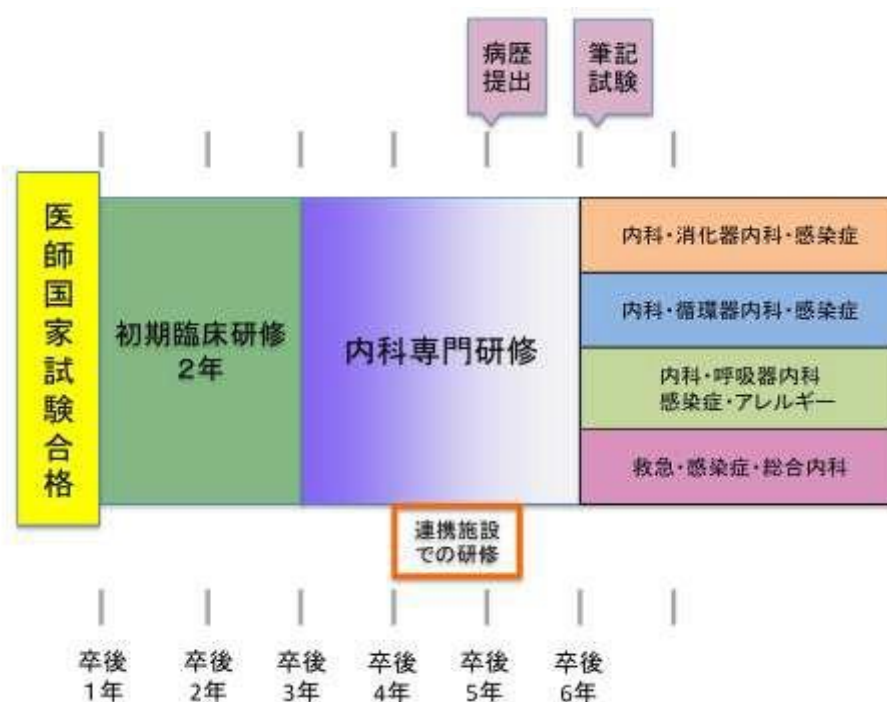 病歴
提出
筆記
試験
医師国家試験合格
初期臨床研修
2年
内科専門研修
内科・消化器内科・感染症
内科・循環器内科・感染症
内科・呼吸器内科
感染症・アレルギー
救急・感染症・総合内科
連携施設
での研修
卒後
1年
卒後
2年
卒後
3年
卒後
4年
卒後
5年
卒後
6年